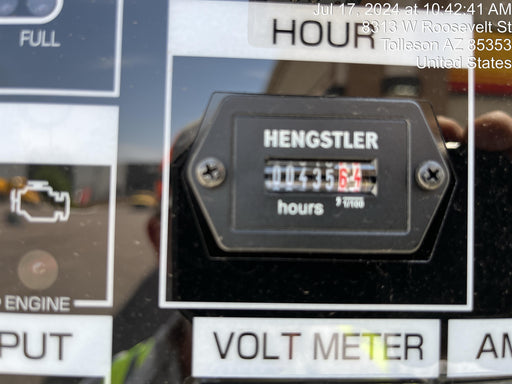 Jul 17, 2024 at 10:42:41 AM
8313 W Roosevelt St
Tolleson AZ 85353
United States
FULL
HOUR
HENGSTLER
0043564
hours
1/100
ENGINE
PUT
VOLT METER
AM